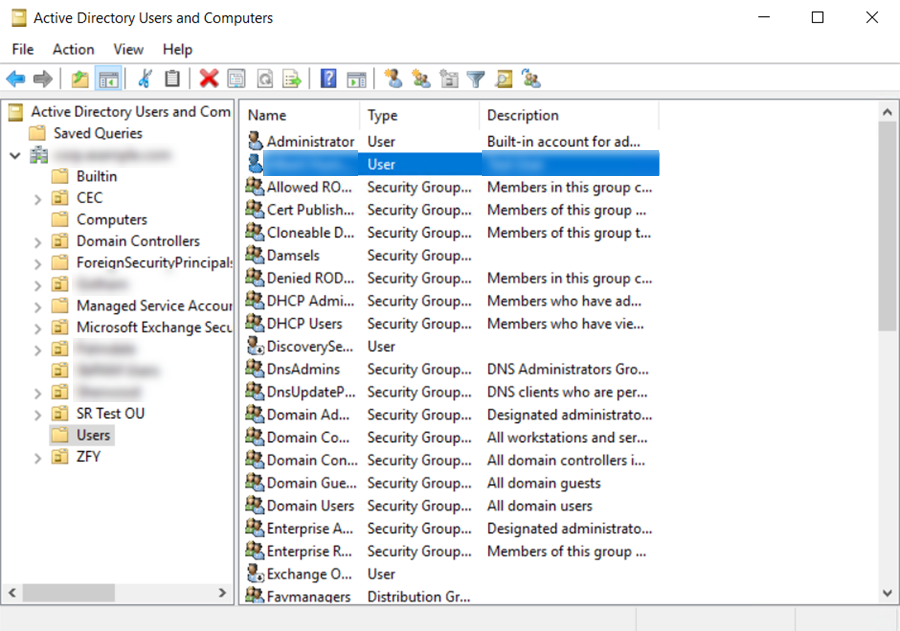 Active Directory Users and Computers
File Action View Help
Active Directory Users and Com
Saved Queries
Builtin
CEC
Computers
Domain Controllers
ForeignSecurityPrincipals
Managed Service Accour
Microsoft Exchange Secu
SR Test OU
Users
ZFY
Name Type Description
Administrator User Built-in account for ad...
User
Allowed RO... Security Group... Members in this group c...
Cert Publish... Security Group... Members of this group ...
Cloneable D... Security Group... Members of this group t...
Damsels Security Group...
Denied ROD... Security Group... Members in this group c...
DHCP Admi... Security Group... Members who have ad...
DHCP Users Security Group... Members who have vie...
DiscoverySe... User
DnsAdmins Security Group... DNS Administrators Gro...
DnsUpdateP... Security Group... DNS clients who are per...
Domain Ad... Security Group... Designated administrato...
Domain Co... Security Group... All workstations and ser...
Domain Con... Security Group... All domain controllers i...
Domain Gue... Security Group... All domain guests
Domain Users Security Group... All domain users
Enterprise A... Security Group... Designated administrato...
Enterprise R... Security Group... Members of this group ...
Exchange O... User
Favmanagers Distribution Gr...